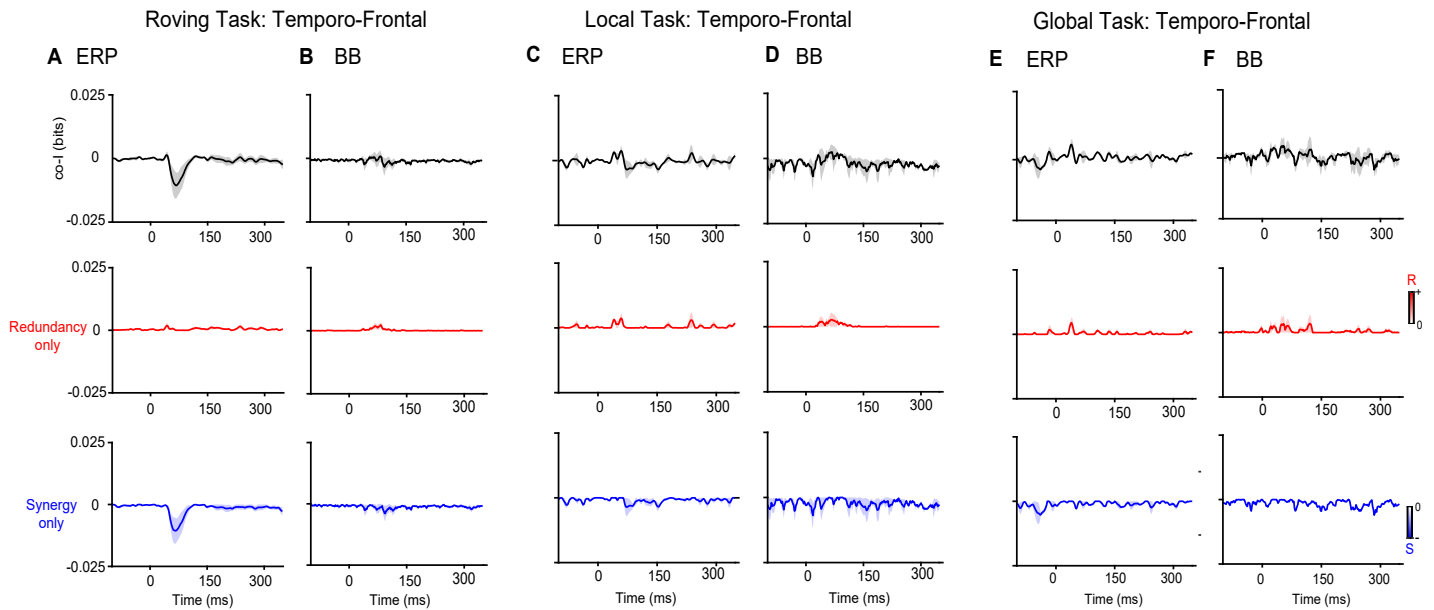 Roving Task: Temporo-Frontal
Local Task: Temporo-Frontal
Global Task: Temporo-Frontal
A ERP
B BB
C ERP
D BB
E ERP
F BB
co-I (bits)
0.025
0
-0.025
0 150 300
0 150 300
0 150 300
0 150 300
0 150 300
0 150 300
Redundancy
only
0.025
0
-0.025
0 150 300
0 150 300
0 150 300
0 150 300
0 150 300
0 150 300
R
+
0
Synergy
only
0.025
0
-0.025
0 150 300
0 150 300
0 150 300
0 150 300
0 150 300
0 150 300
0
-
S
Time (ms)
Time (ms)
Time (ms)
Time (ms)
Time (ms)
Time (ms)